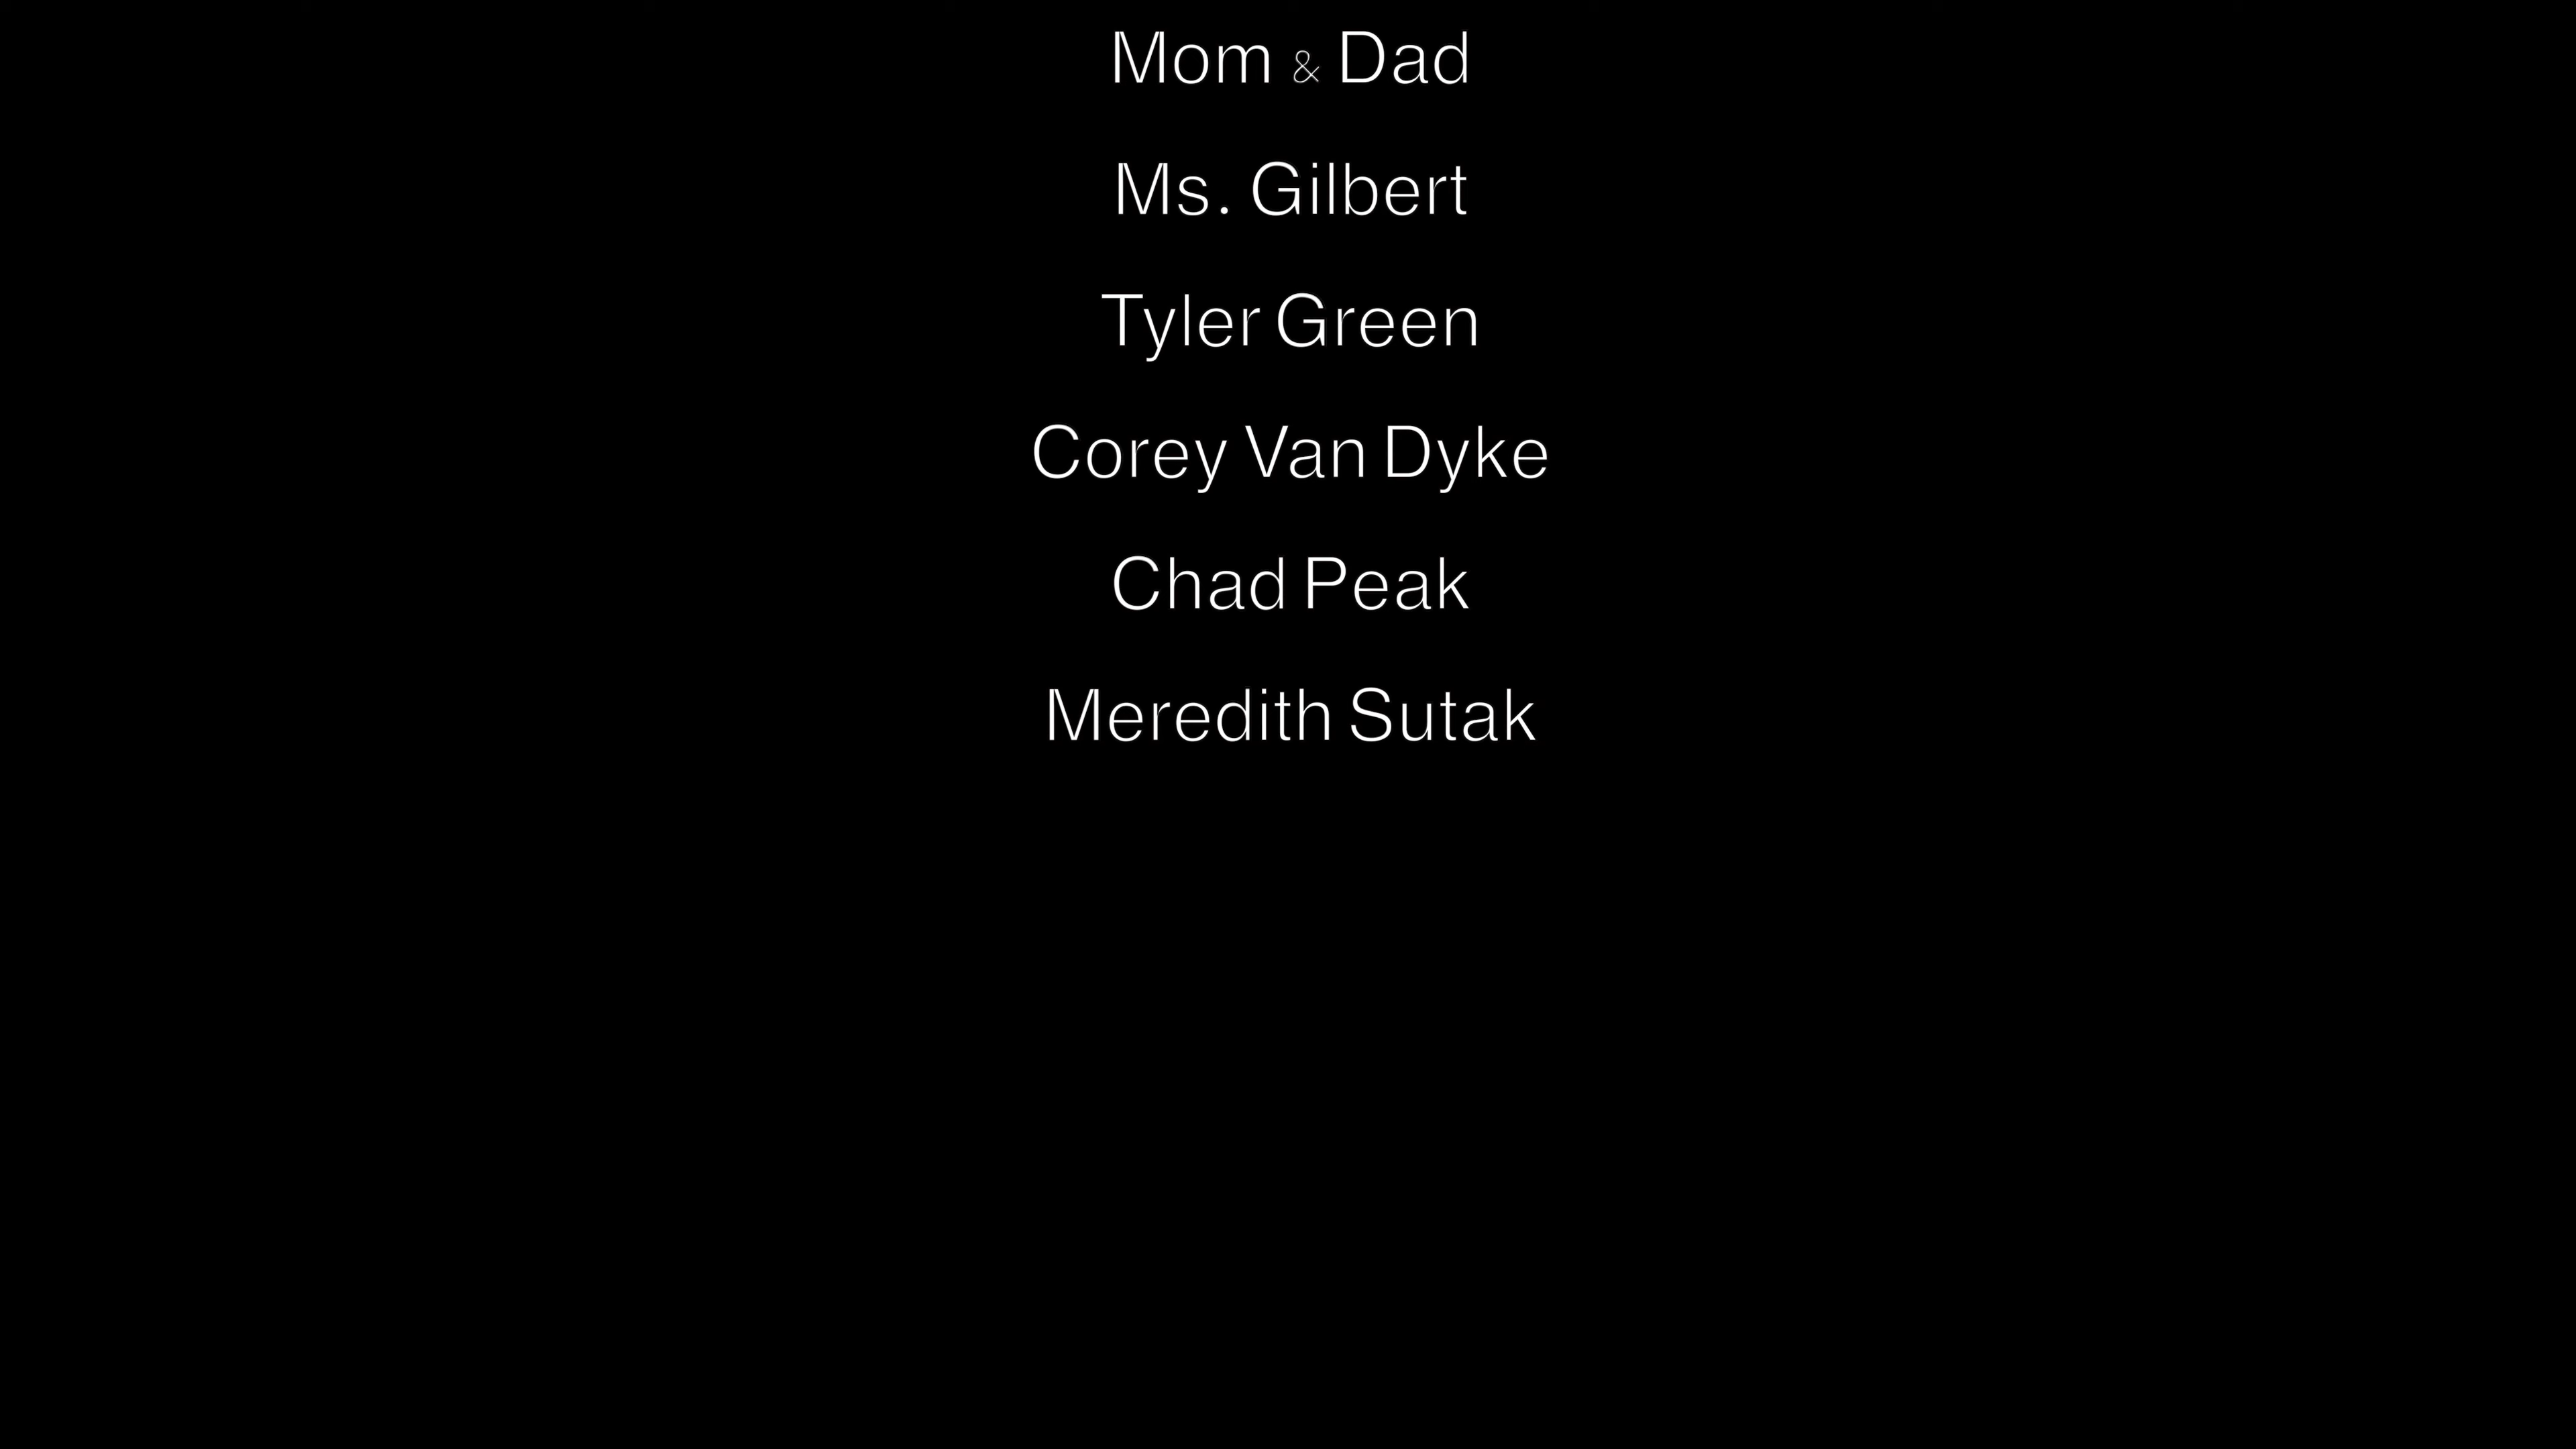 Mom & Dad
Ms. Gilbert
Tyler Green
Corey Van Dyke
Chad Peak
Meredith Sutak